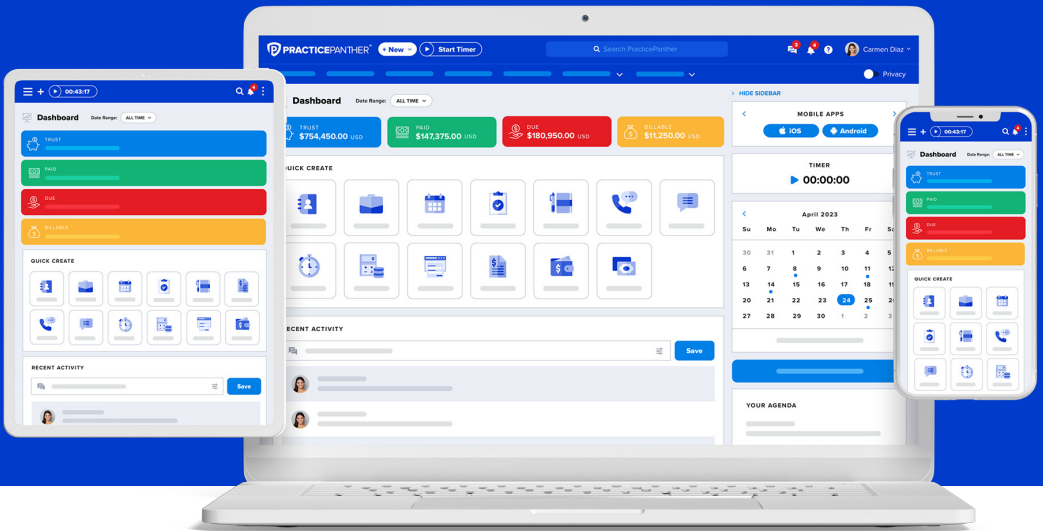 PRACTICEPANTHER + New Start Timer Search PracticePanther 2 4 ? Carmen Diaz
Privacy
Dashboard Date Range: ALL TIME
TRUST
$754,450.00 USD
PAID
$147,375.00 USD
DUE
$180,950.00 USD
BILLABLE
$11,250.00 USD
QUICK CREATE
RECENT ACTIVITY
Save
HIDE SIDEBAR
MOBILE APPS
iOS Android
TIMER
00:00:00
April 2023
Su Mo Tu We Th Fr Sa
30 31 1 2 3 4 5
6 7 8 9 10 11 12
13 14 15 16 17 18 19
20 21 22 23 24 25
27 28 29 30 1 2 3
YOUR AGENDA
00:43:17
Dashboard Date Range: ALL TIME
TRUST
PAID
DUE
BILLABLE
QUICK CREATE
RECENT ACTIVITY
Save
00:43:17
Dashboard Date Range: ALL TIME
TRUST
PAID
DUE
BILLABLE
QUICK CREATE